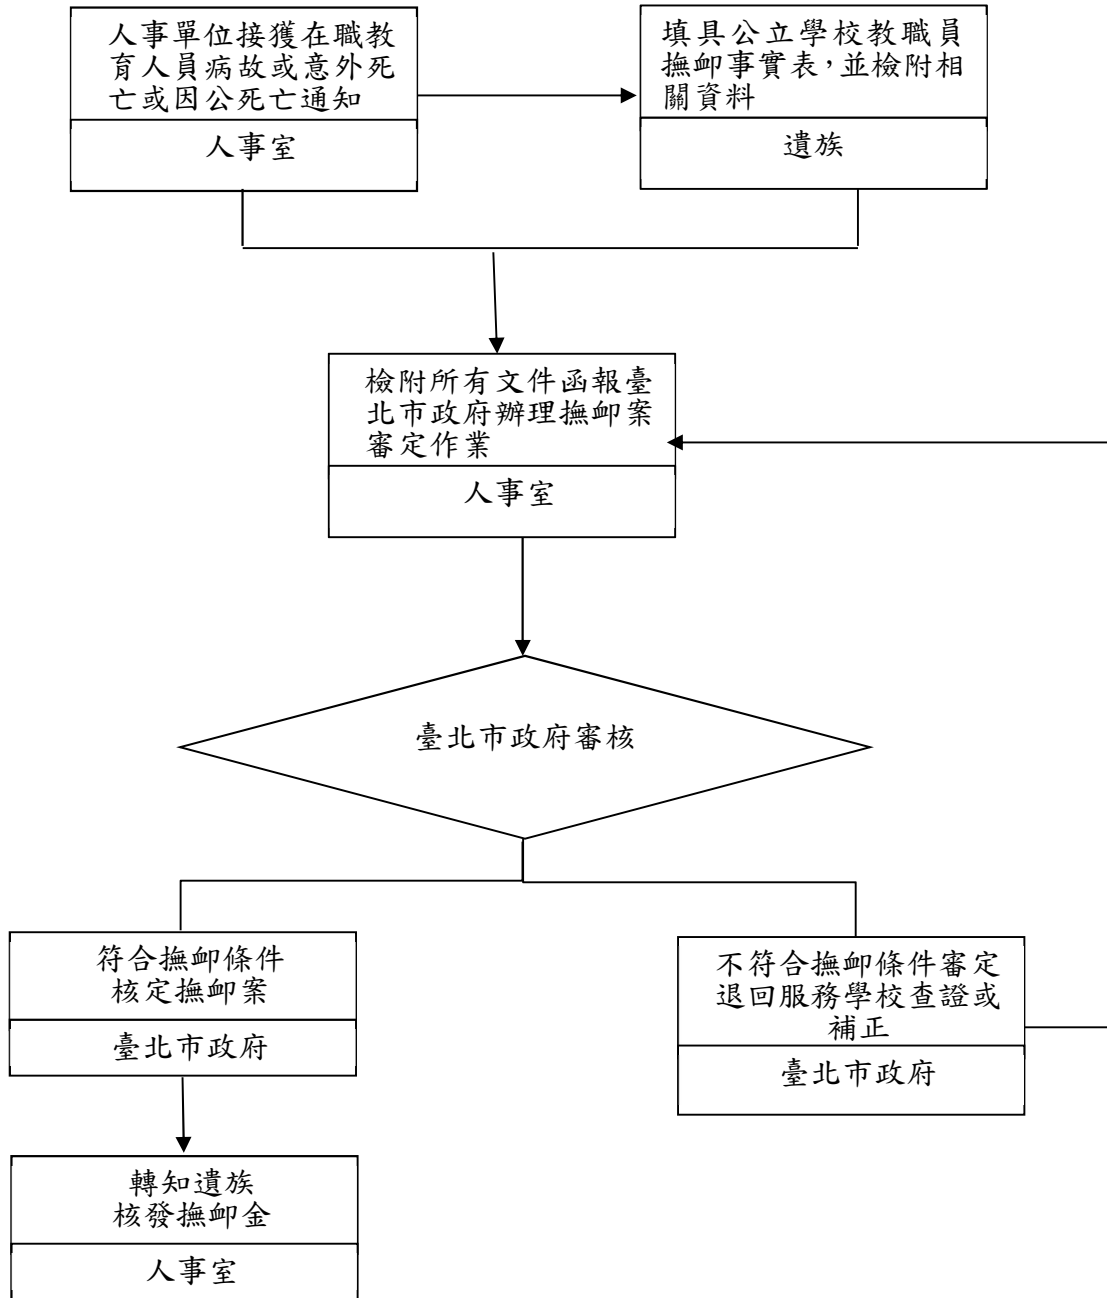 人事單位接獲在職教
育人員病故或意外死
亡或因公死亡通知
人事室
填具公立學校教職員
撫卹事實表，並檢附相
關資料
遺族
檢附所有文件函報臺
北市政府辦理撫卹案
審定作業
人事室
臺北市政府審核
符合撫卹條件
核定撫卹案
臺北市政府
不符合撫卹條件審定
退回服務學校查證或
補正
臺北市政府
轉知遺族
核發撫卹金
人事室